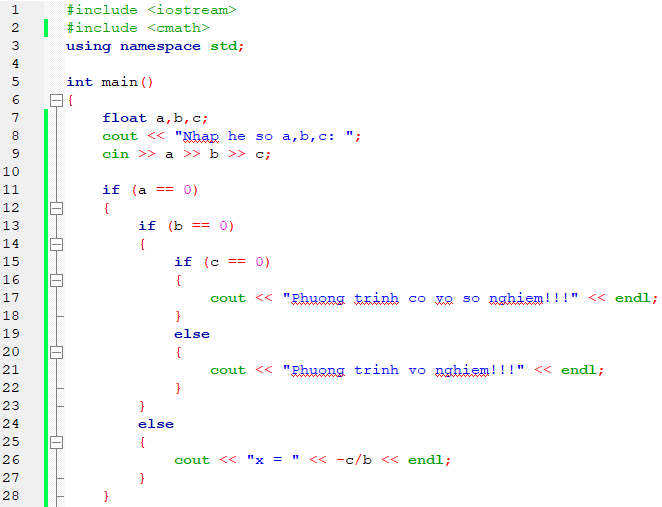 1 #include <iostream>
2 #include <cmath>
3 using namespace std;
4
5 int main()
6 {
7 float a,b,c;
8 cout << "Nhap he so a,b,c: ";
9 cin >> a >> b >> c;
10
11 if (a == 0)
12 {
13 if (b == 0)
14 {
15 if (c == 0)
16 {
17 cout << "Phuong trinh co vo so nghiem!!!" << endl;
18 }
19 else
20 {
21 cout << "Phuong trinh vo nghiem!!!" << endl;
22 }
23 }
24 else
25 {
26 cout << "x = " << -c/b << endl;
27 }
28 }